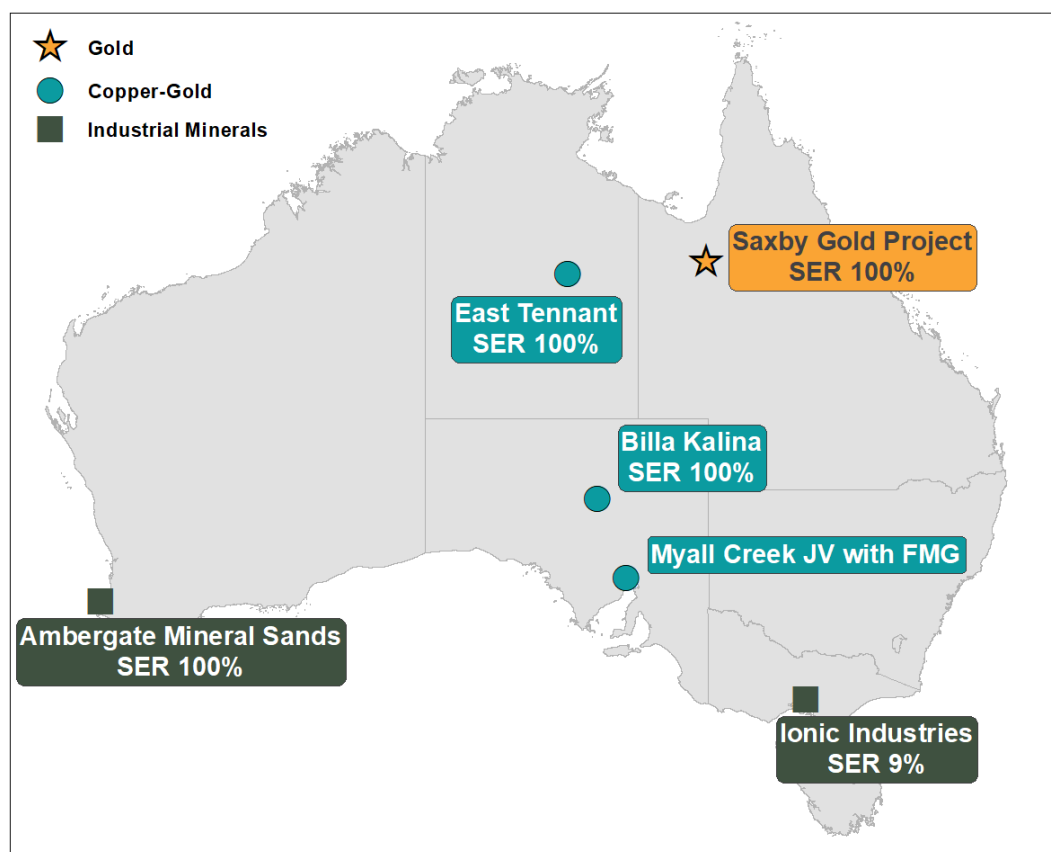 Gold
Copper-Gold
Industrial Minerals
Saxby Gold Project
SER 100%
East Tennant
SER 100%
Billa Kalina
SER 100%
Myall Creek JV with FMG
Ambergate Mineral Sands
SER 100%
Ionic Industries
SER 9%